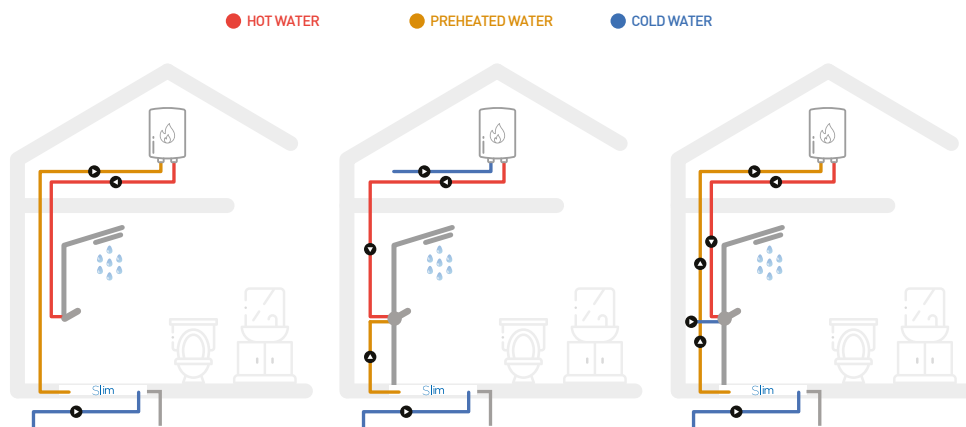 HOT WATER
PREHEATED WATER
COLD WATER
Slim
Slim
Slim